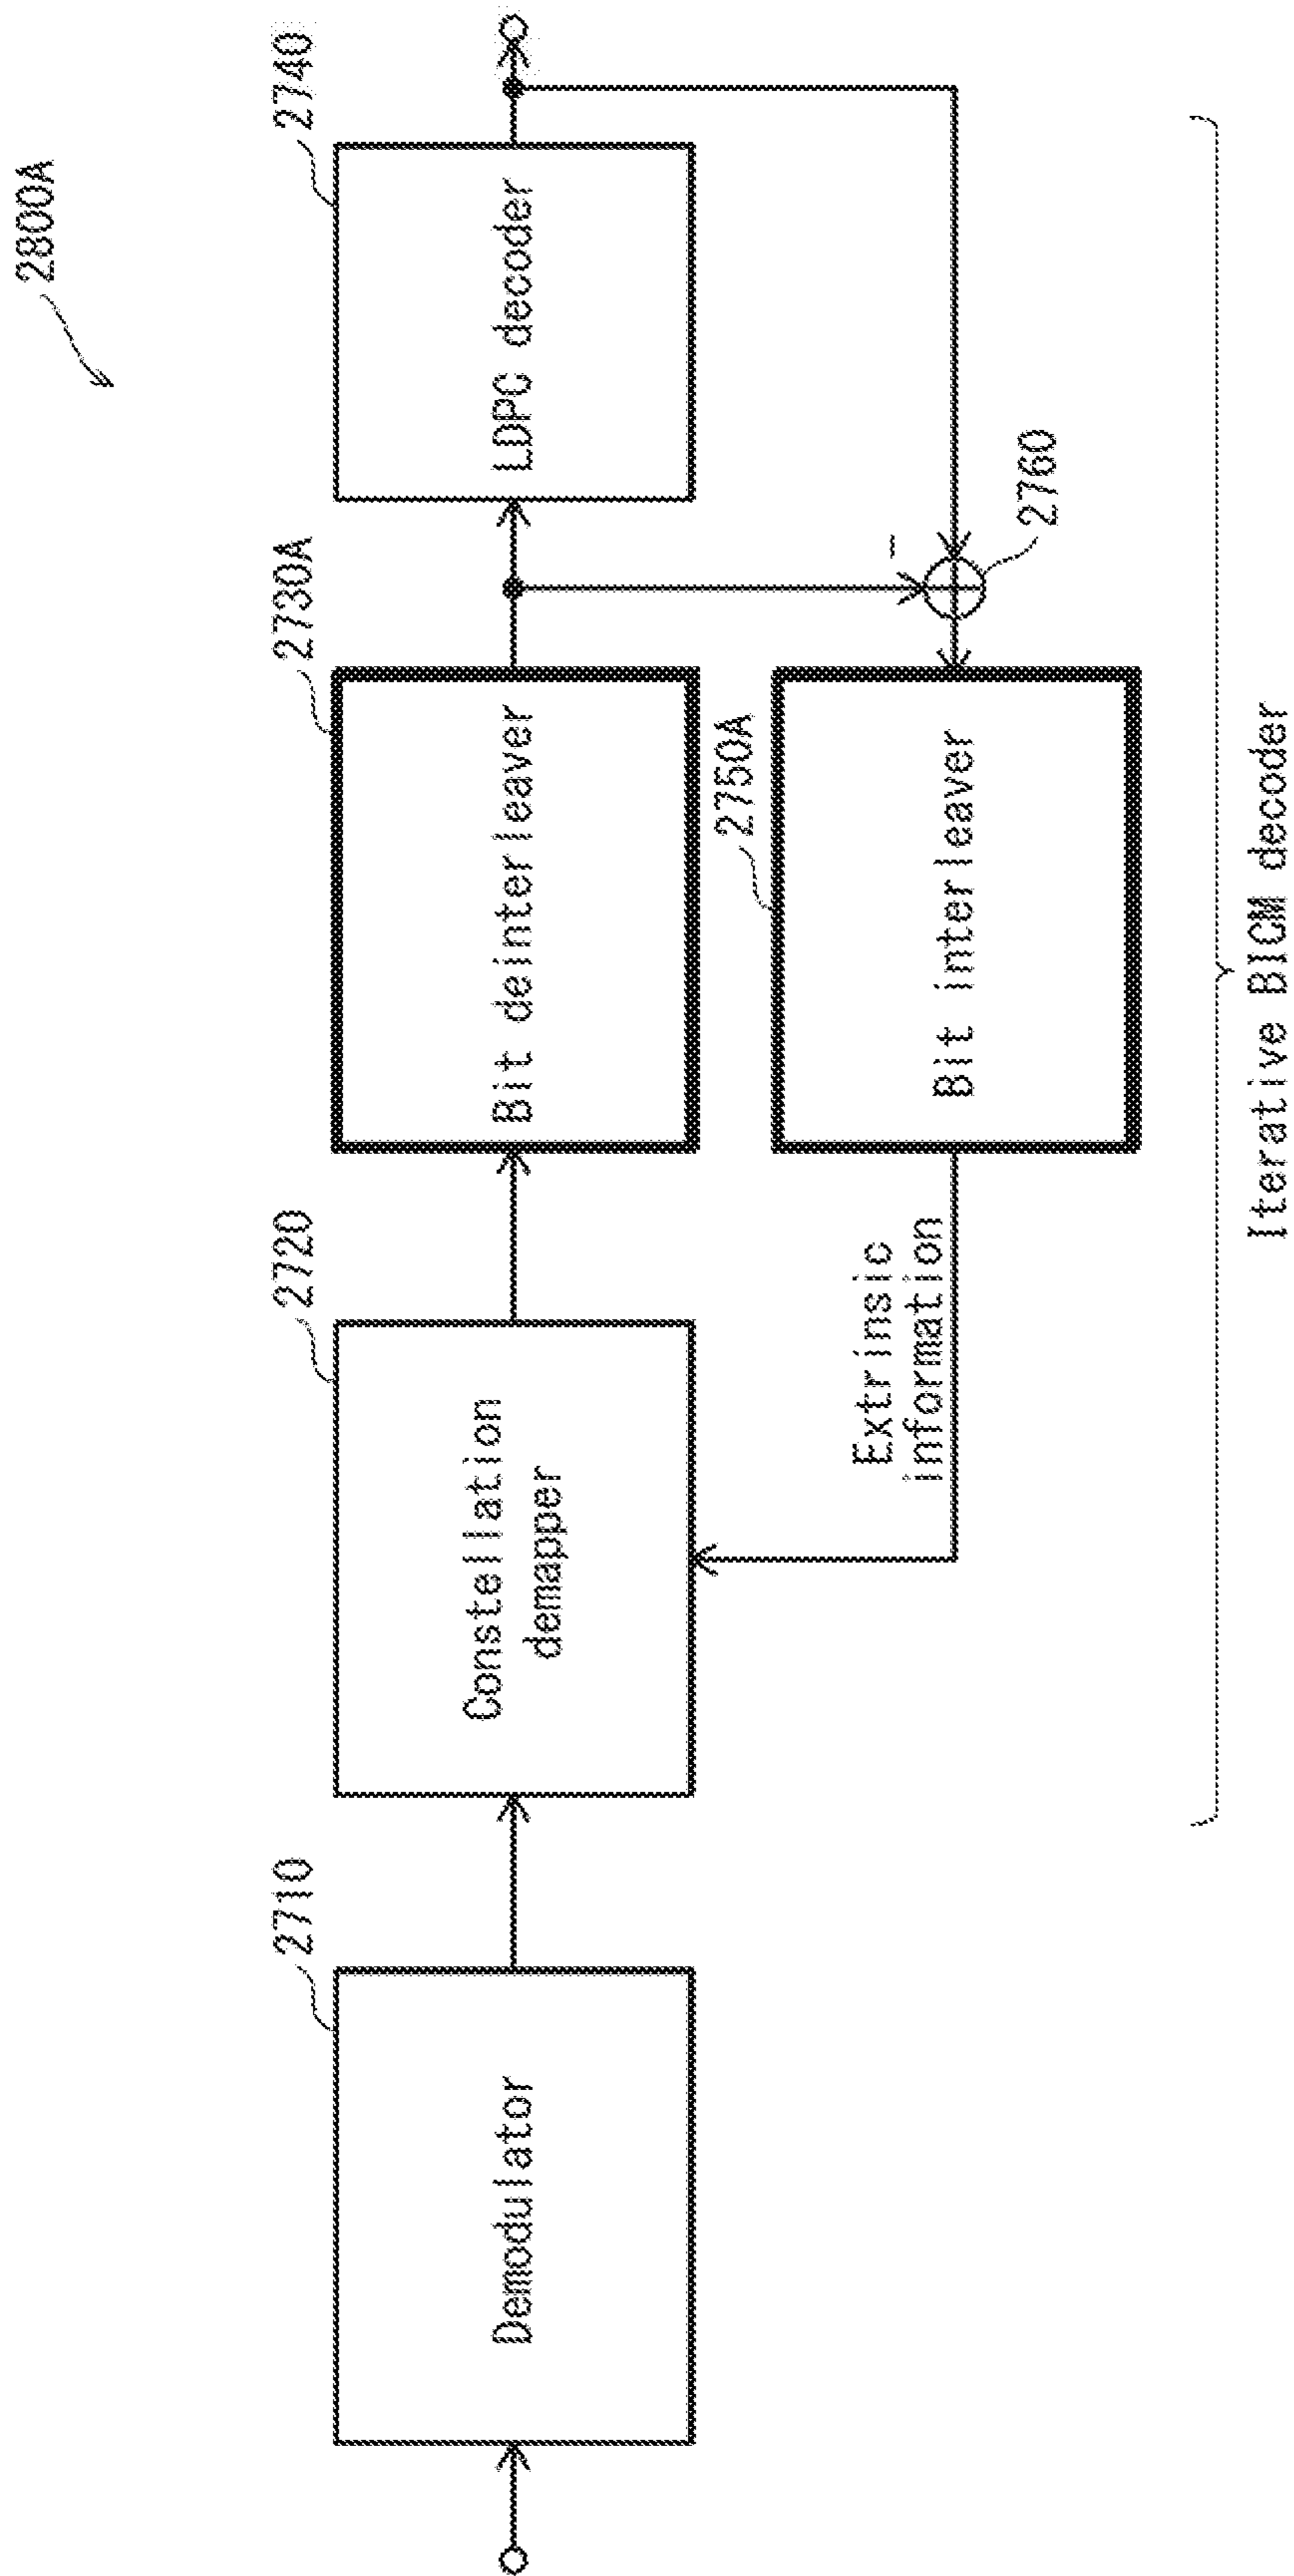 2800A
2710
2720
2730A
2740
Demodulator
Constellation
demapper
Bit deinterleaver
LDPC decoder
Extrinsic
information
2750A
Bit interleaver
−
2760
Iterative BICM decoder